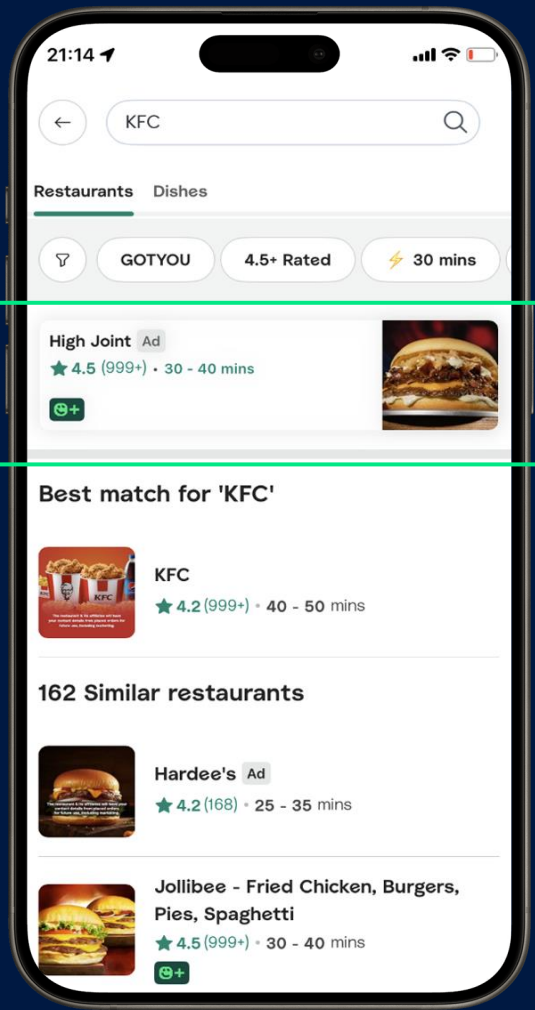 21:14
KFC
Restaurants Dishes
GOTYOU 4.5+ Rated 30 mins
High Joint Ad
4.5 (999+) • 30 - 40 mins
Best match for 'KFC'
KFC
KFC
4.2 (999+) • 40 - 50 mins
162 Similar restaurants
Hardee's Ad
4.2 (168) • 25 - 35 mins
Jollibee - Fried Chicken, Burgers,
Pies, Spaghetti
4.5 (999+) • 30 - 40 mins